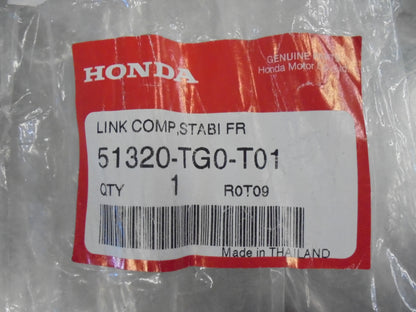 HONDA
GENUINE
Honda Motor
LINK COMP,STABI FR
51320-TG0-T01
QTY 1 R0T09
Made in THAILAND